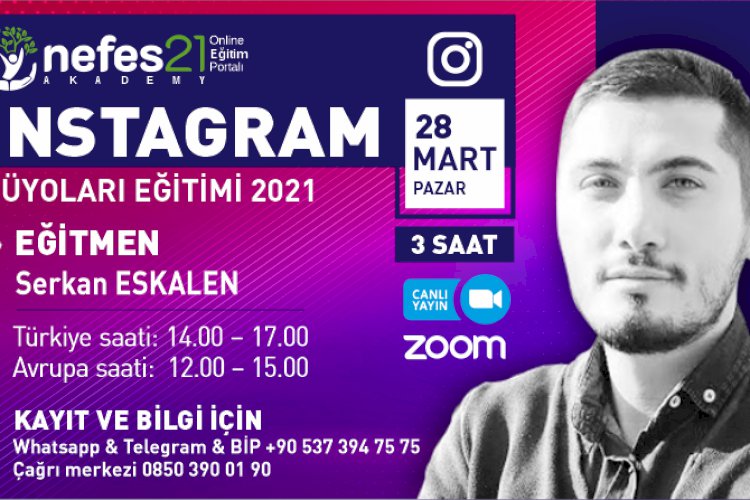 nefes21
Online
Eğitim
Portalı
AKADEMY
NSTAGRAM
ÜYOLARI EĞİTİMİ 2021
28
MART
PAZAR
EĞİTMEN
3 SAAT
Serkan ESKALEN
CANLI
YAYIN
zoom
Türkiye saati: 14.00 – 17.00
Avrupa saati: 12.00 – 15.00
KAYIT VE BİLGİ İÇİN
Whatsapp & Telegram & BİP +90 537 394 75 75
Çağrı merkezi 0850 390 01 90